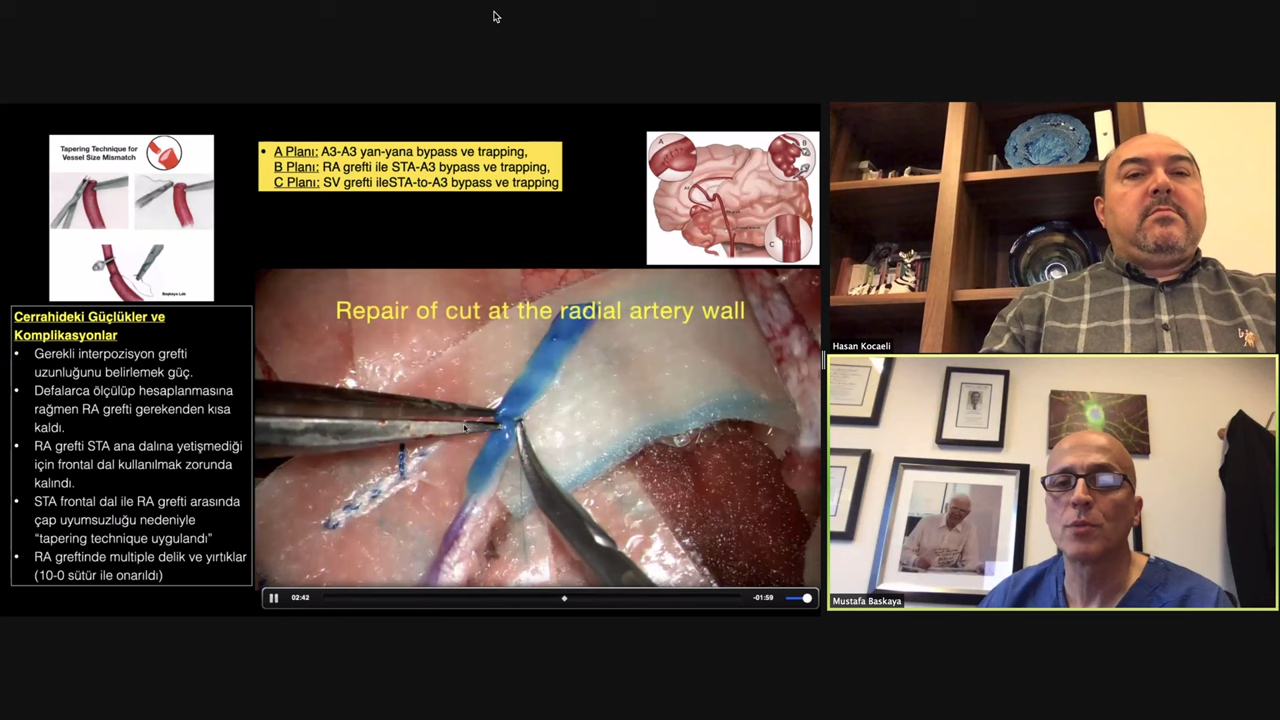 Tapering Technique for
Vessel Size Mismatch
Başkaya Lab
• A Planı: A3-A3 yan-yana bypass ve trapping,
B Planı: RA grefti ile STA-A3 bypass ve trapping,
C Planı: SV grefti ileSTA-to-A3 bypass ve trapping
A
B
C
Cerrahideki Güçlükler ve
Komplikasyonlar
• Gerekli interpozisyon grefti
uzunluğunu belirlemek güç.
• Defalarca ölçülüp hesaplanmasına
rağmen RA grefti gerekenden kısa
kaldı.
• RA grefti STA ana dalına yetişmediği
için frontal dal kullanılmak zorunda
kalındı.
• STA frontal dal ile RA grefti arasında
çap uyumsuzluğu nedeniyle
“tapering technique uygulandı”
• RA greftinde multiple delik ve yırtıklar
(10-0 sütür ile onarıldı)
Repair of cut at the radial artery wall
02:42
-01:59
Hasan Kocaeli
Mustafa Baskaya